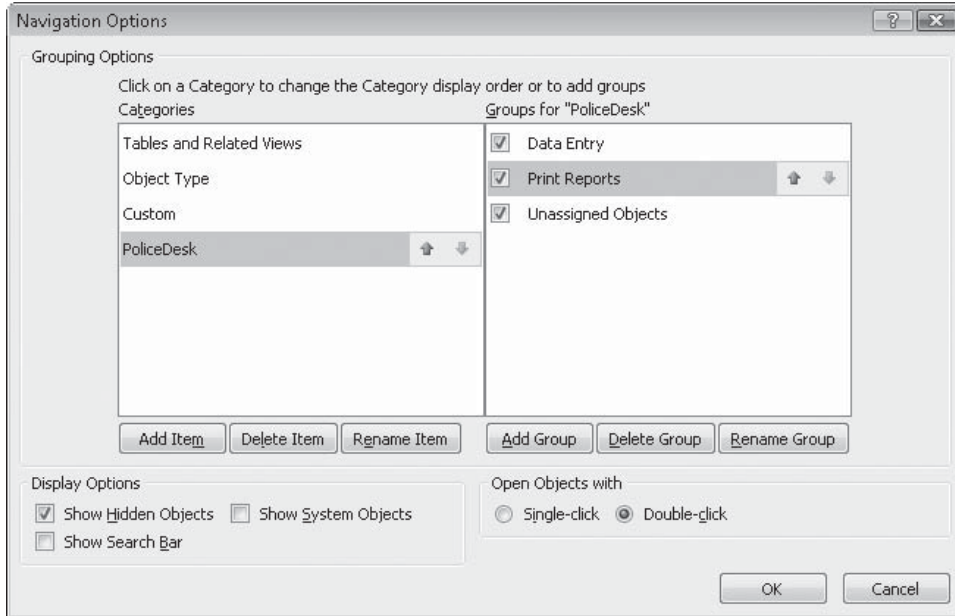 Navigation Options
Grouping Options
Click on a Category to change the Category display order or to add groups
Categories
Groups for "PoliceDesk"
Tables and Related Views
Object Type
Custom
PoliceDesk
Data Entry
Print Reports
Unassigned Objects
Add Item
Delete Item
Rename Item
Add Group
Delete Group
Rename Group
Display Options
Show Hidden Objects
Show System Objects
Show Search Bar
Open Objects with
Single-click
Double-click
OK
Cancel